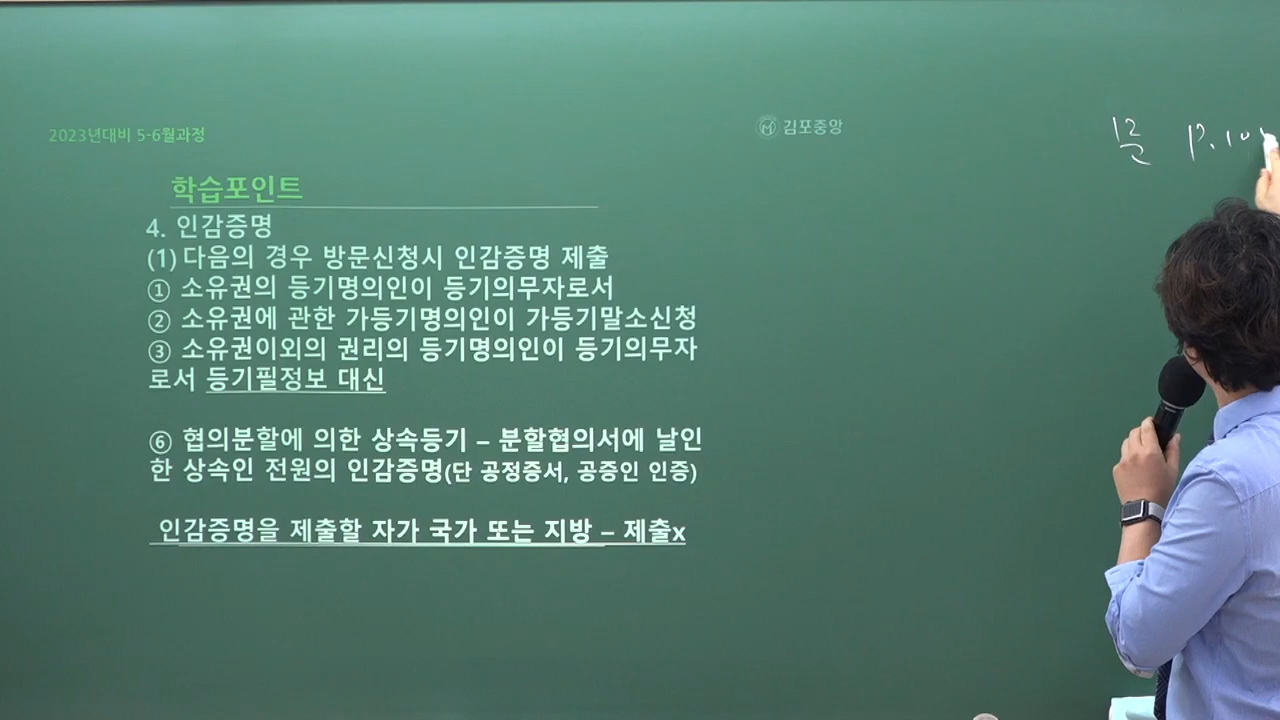 2023년대비 5-6월과정
김포중앙
학습포인트
4. 인감증명
(1) 다음의 경우 방문신청시 인감증명 제출
① 소유권의 등기명의인이 등기의무자로서
② 소유권에 관한 가등기명의인이 가등기말소신청
③ 소유권이외의 권리의 등기명의인이 등기의무자
로서 등기필정보 대신
⑥ 협의분할에 의한 상속등기 – 분할협의서에 날인
한 상속인 전원의 인감증명(단 공정증서, 공증인 인증)
인감증명을 제출할 자가 국가 또는 지방 – 제출x